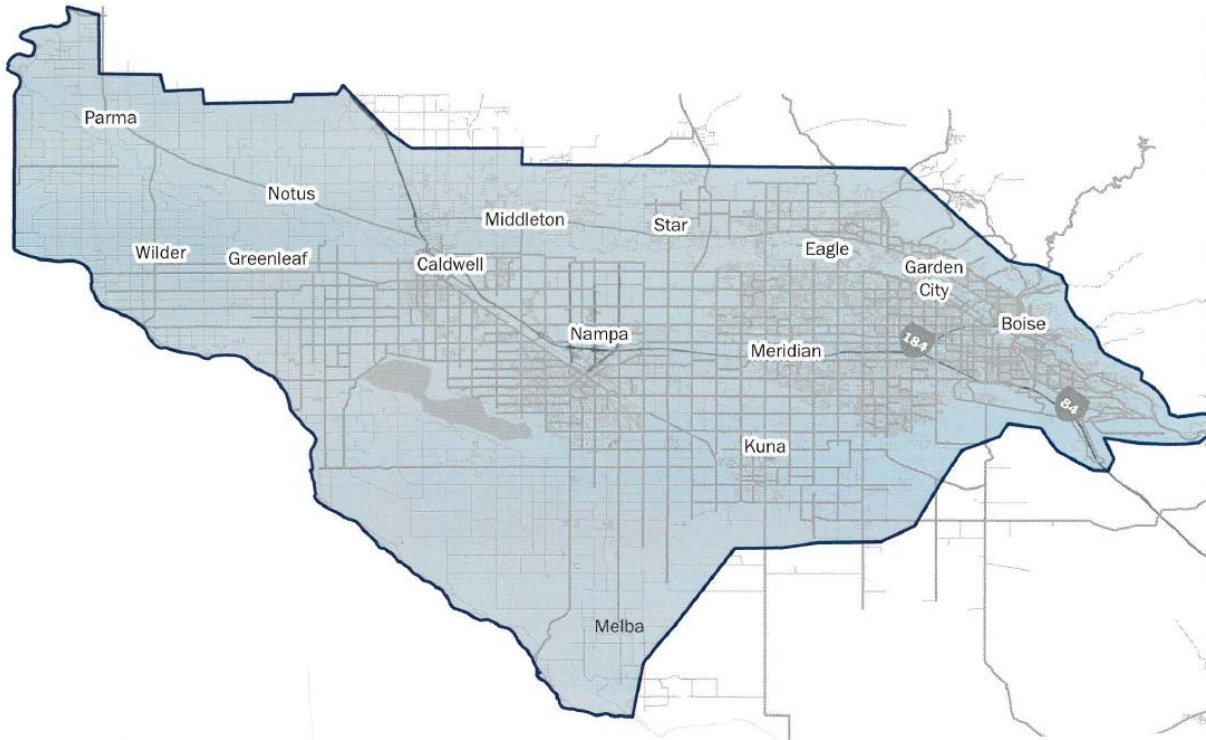 Parma
Notus
Middleton
Star
Wilder
Greenleaf
Caldwell
Eagle
Garden
City
Nampa
Meridian
184
Boise
84
Kuna
Melba